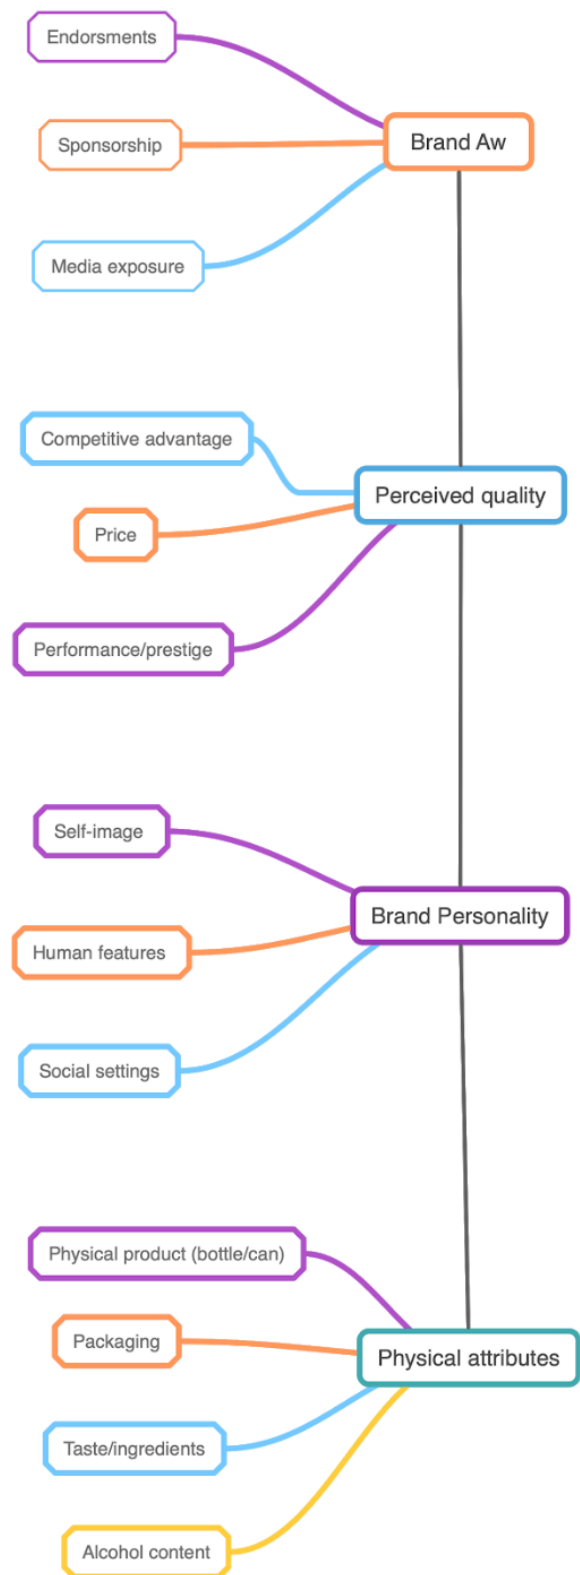 Endorsments
Brand Aw
Sponsorship
Media exposure
Competitive advantage
Perceived quality
Price
Performance/prestige
Self-image
Brand Personality
Human features
Social settings
Physical product (bottle/can)
Packaging
Physical attributes
Taste/ingredients
Alcohol content